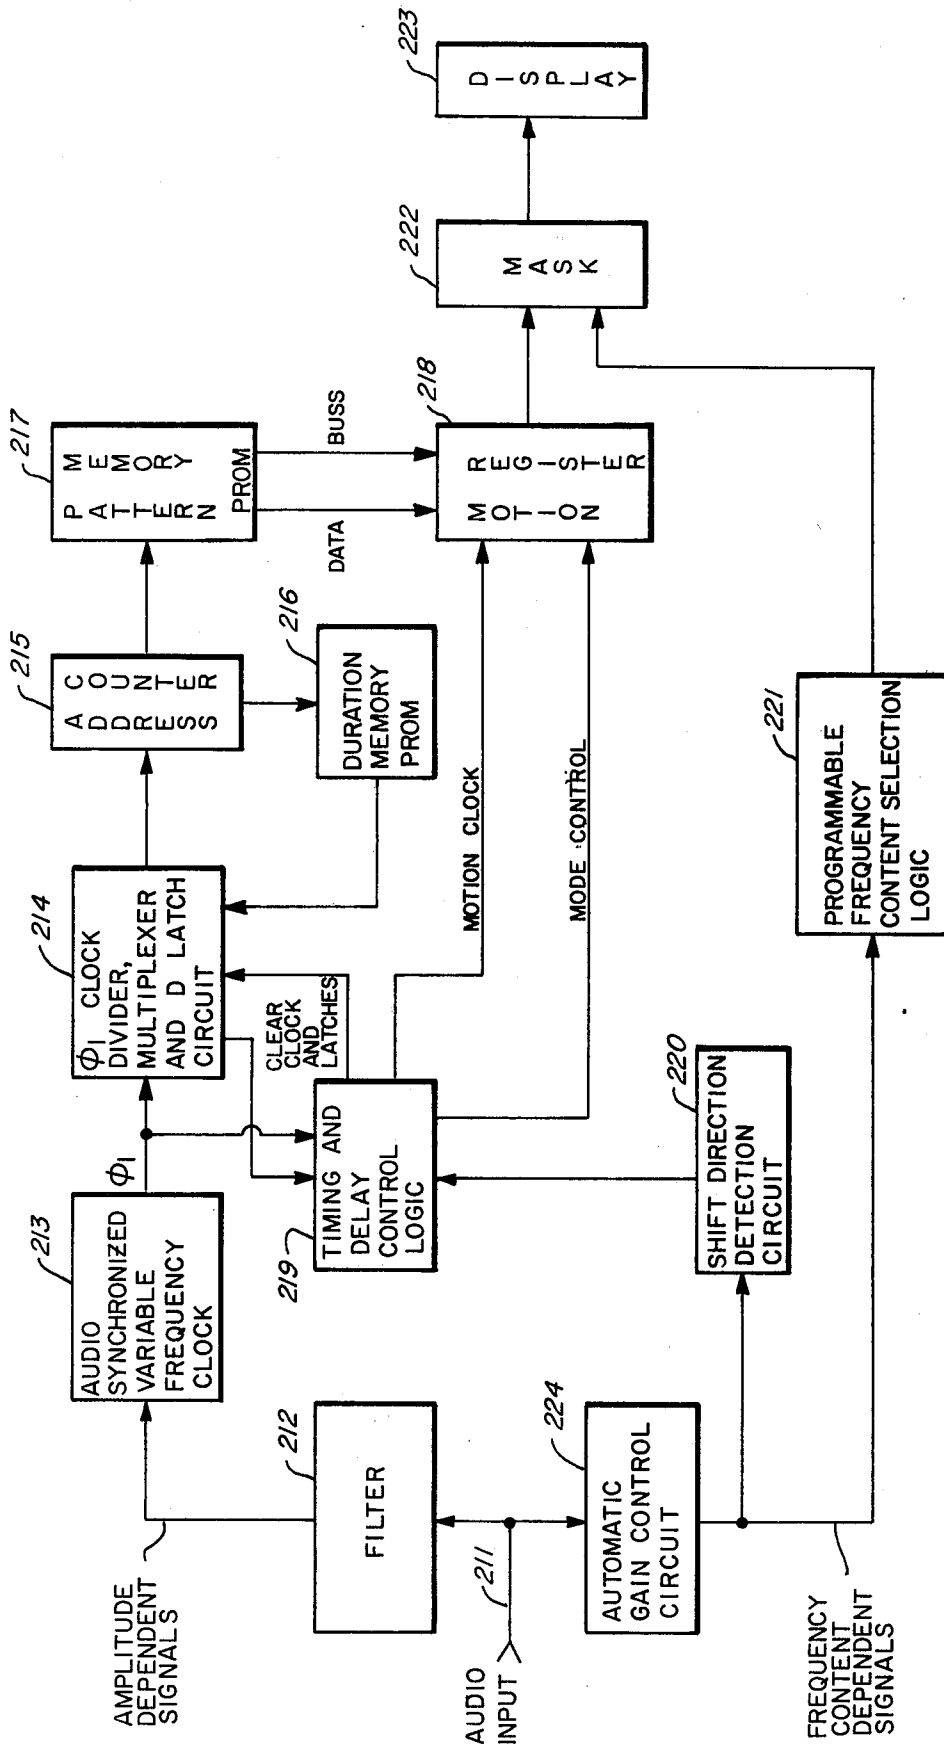 AMPLITUDE
DEPENDENT
SIGNALS
213
AUDIO
SYNCHRONIZED
VARIABLE
FREQUENCY
CLOCK
ϕ1
214
ϕ1 CLOCK
DIVIDER,
MULTIPLEXER
AND D LATCH
CIRCUIT
215
ADDRESS
COUNTER
217
PATTERN
MEMORY
PROM
216
DURATION
MEMORY
PROM
DATA
BUSS
212
FILTER
219
TIMING AND
DELAY
CONTROL
LOGIC
CLEAR
CLOCK
AND
LATCHES
MOTION CLOCK
MODE CONTROL
218
MOTION
REGISTER
222
MASK
223
DISPLAY
AUDIO
INPUT
211
224
AUTOMATIC
GAIN CONTROL
CIRCUIT
220
SHIFT DIRECTION
DETECTION
CIRCUIT
221
PROGRAMMABLE
FREQUENCY
CONTENT SELECTION
LOGIC
FREQUENCY
CONTENT
DEPENDENT
SIGNALS